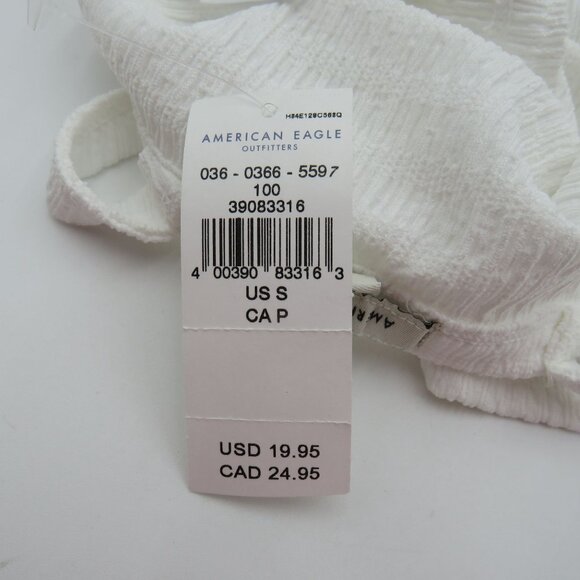 H84E128C568Q
AMERICAN EAGLE
OUTFITTERS
036 - 0366 - 5597
100
39083316
4 00390 83316 3
US S
CA P
USD 19.95
CAD 24.95